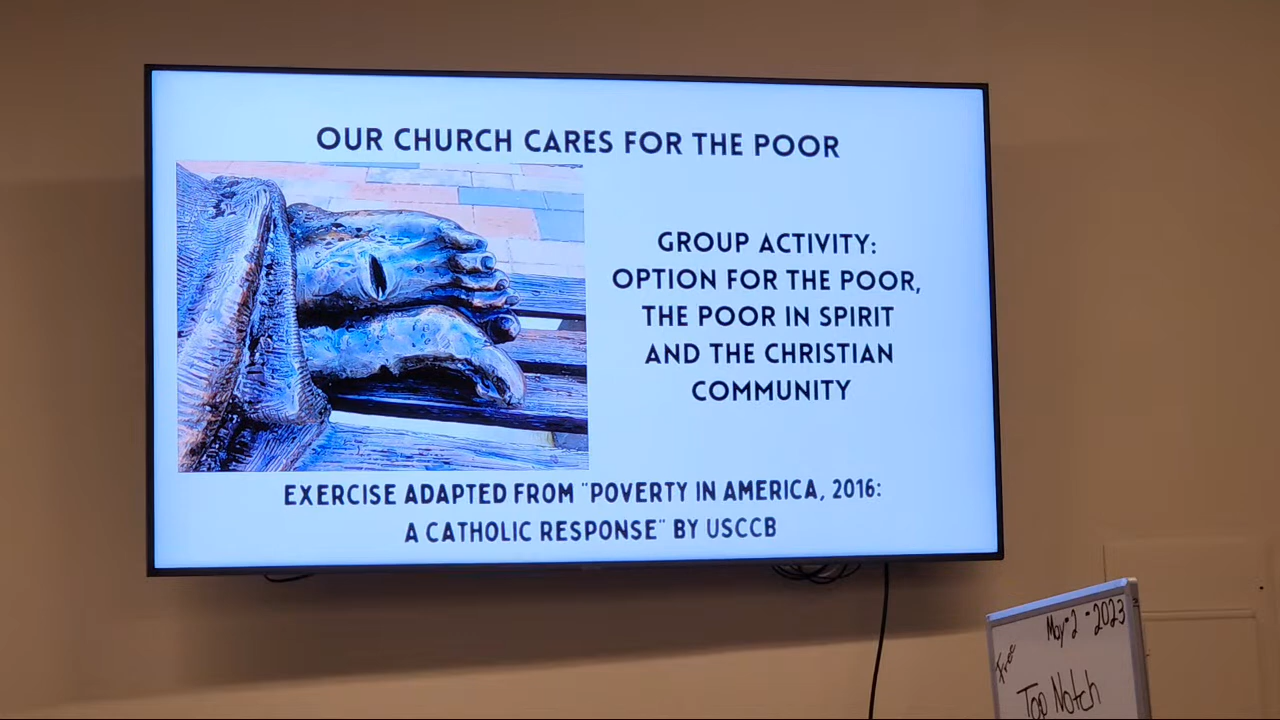 OUR CHURCH CARES FOR THE POOR
GROUP ACTIVITY:
OPTION FOR THE POOR,
THE POOR IN SPIRIT
AND THE CHRISTIAN
COMMUNITY
EXERCISE ADAPTED FROM "POVERTY IN AMERICA, 2016:
A CATHOLIC RESPONSE" BY USCCB
May-2-2023
Free
Top Notch